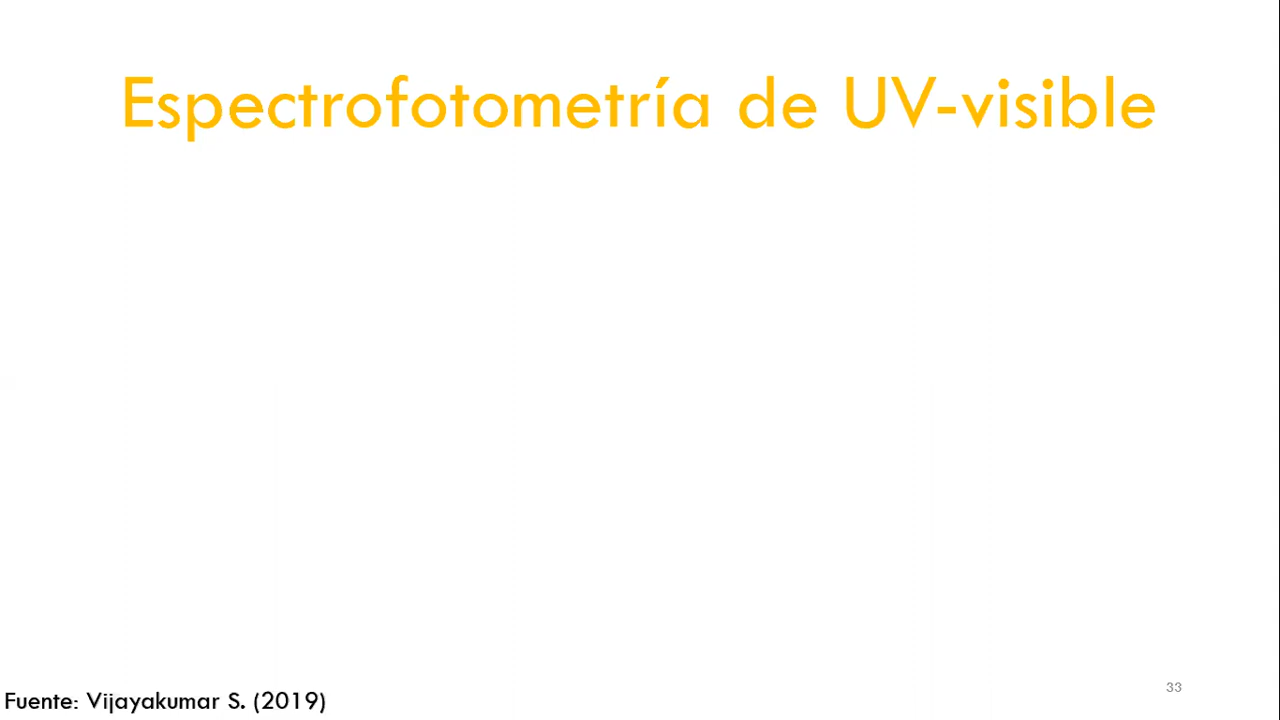 Espectrofotometría de UV-visible
33
Fuente: Vijayakumar S. (2019)